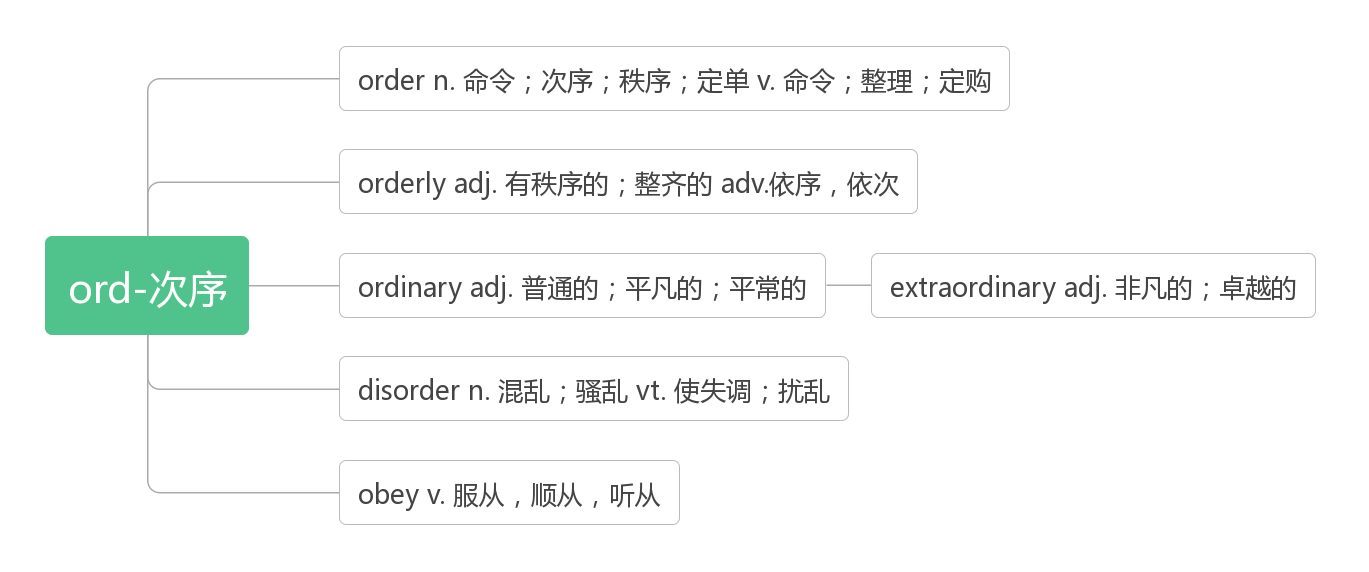 order n. 命令；次序；秩序；定单 v. 命令；整理；定购
orderly adj. 有秩序的；整齐的 adv.依序，依次
ord-次序
ordinary adj. 普通的；平凡的；平常的
extraordinary adj. 非凡的；卓越的
disorder n. 混乱；骚乱 vt. 使失调；扰乱
obey v. 服从，顺从，听从